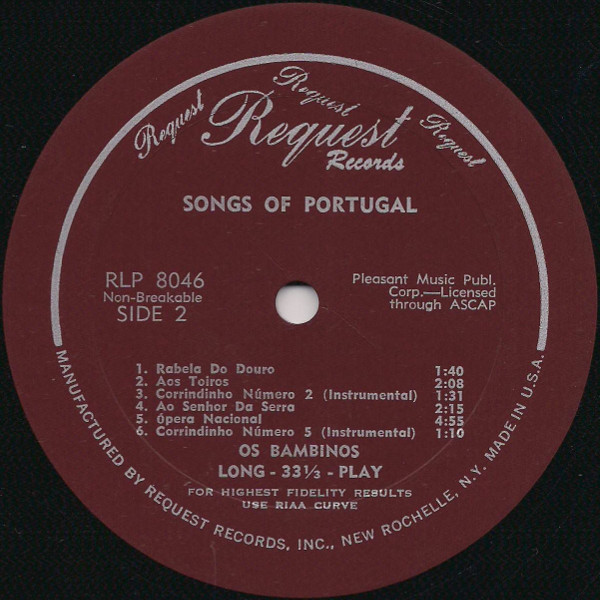 Request
Request
Request
Request
Records
SONGS OF PORTUGAL
RLP 8046
Non-Breakable
SIDE 2
Pleasant Music Publ.
Corp.—Licensed
through ASCAP
1. Rabela Do Douro 1:40
2. Aos Toiros 2:08
3. Corrindinho Número 2 (Instrumental) 1:31
4. Ao Senhor Da Serra 2:15
5. ópera Nacional 4:55
6. Corrindinho Número 5 (Instrumental) 1:10
OS BAMBINOS
LONG - 33⅓ - PLAY
FOR HIGHEST FIDELITY RESULTS
USE RIAA CURVE
MANUFACTURED BY REQUEST RECORDS, INC., NEW ROCHELLE, N.Y. MADE IN U.S.A.